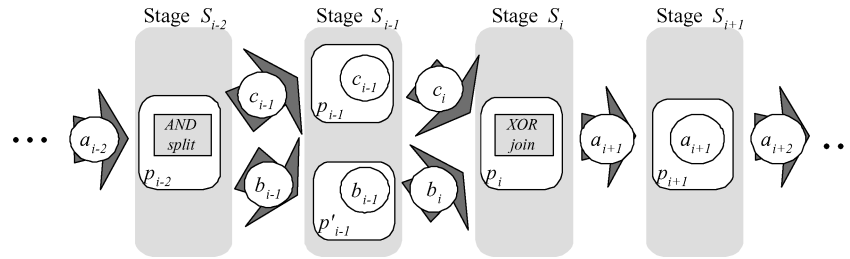 Stage S_{i-2}
Stage S_{i-1}
Stage S_i
Stage S_{i+1}
... a_{i-2}
AND
split
p_{i-2}
c_{i-1}
b_{i-1}
c_{i-1}
p_{i-1}
b_{i-1}
p'_{i-1}
c_i
b_i
XOR
join
p_i
a_{i+1}
a_{i+1}
p_{i+1}
a_{i+2} ..